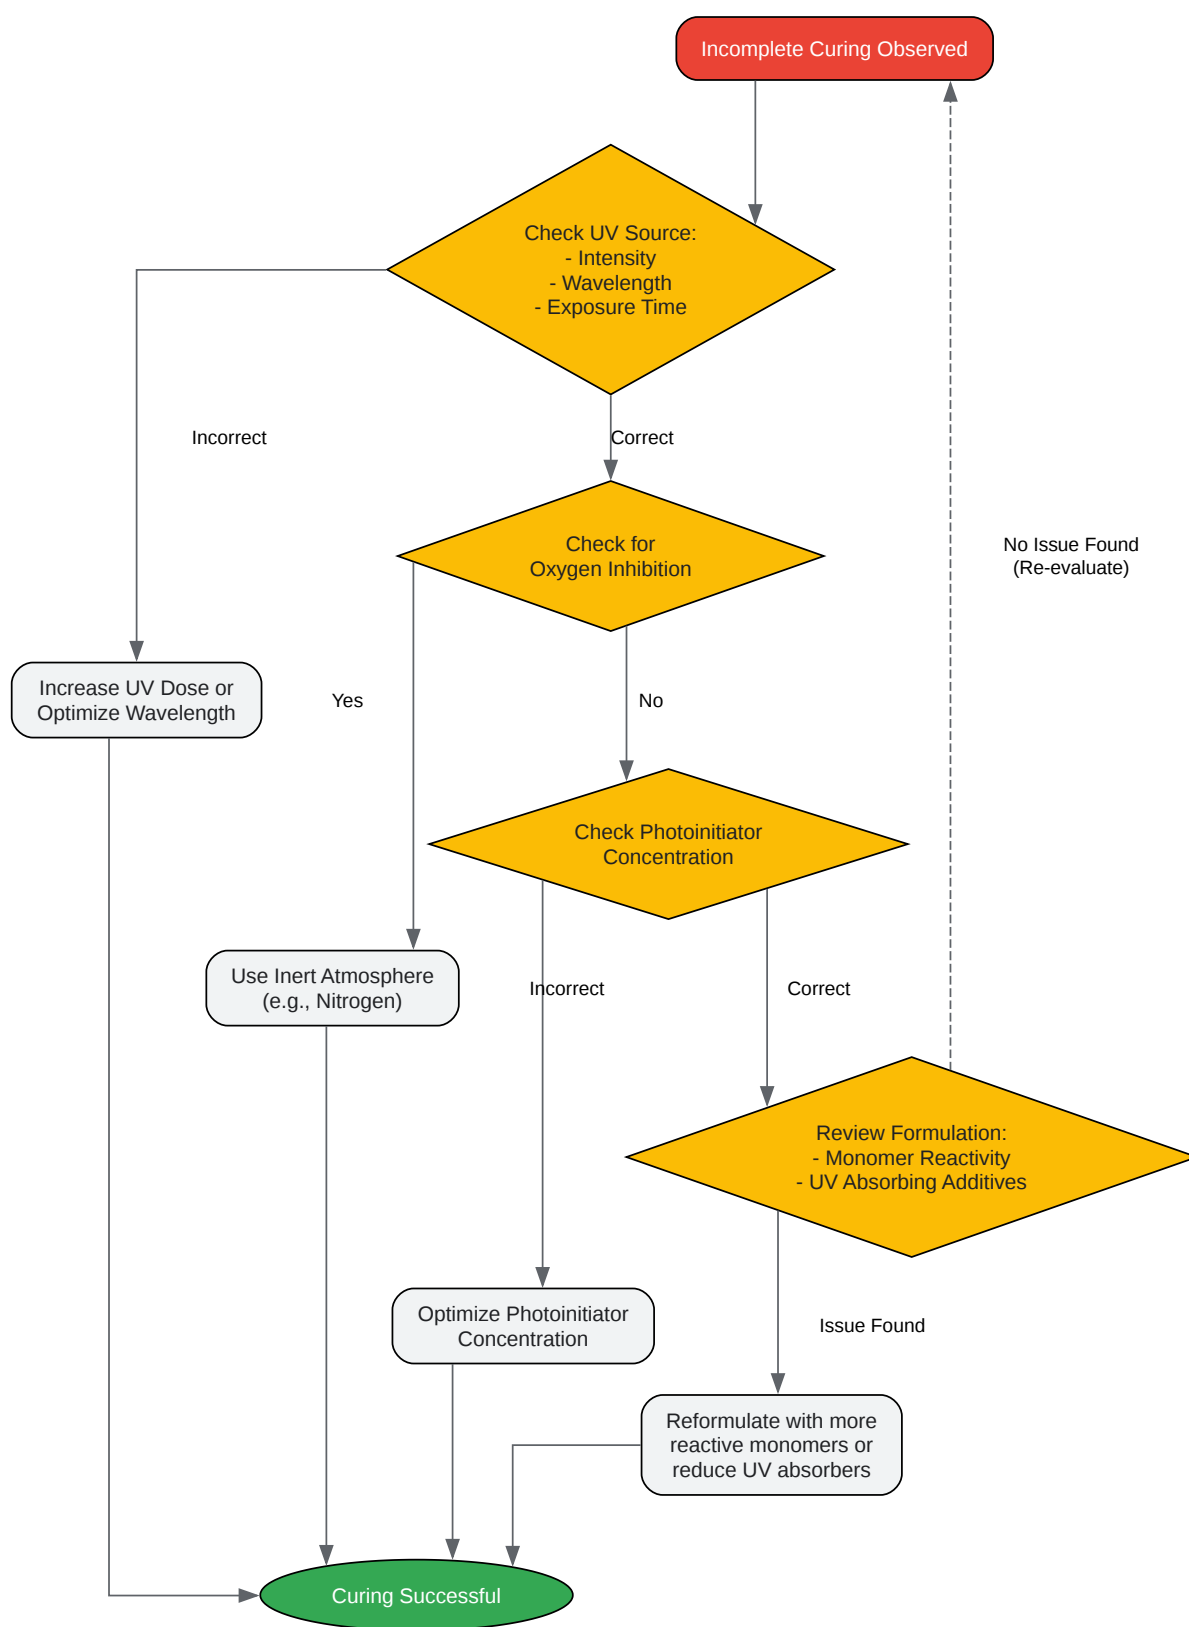 Incomplete Curing Observed
Check UV Source:
- Intensity
- Wavelength
- Exposure Time
Incorrect
Correct
Check for
Oxygen Inhibition
No Issue Found
(Re-evaluate)
Increase UV Dose or
Optimize Wavelength
Yes
No
Check Photoinitiator
Concentration
Use Inert Atmosphere
(e.g., Nitrogen)
Incorrect
Correct
Review Formulation:
- Monomer Reactivity
- UV Absorbing Additives
Optimize Photoinitiator
Concentration
Issue Found
Reformulate with more
reactive monomers or
reduce UV absorbers
Curing Successful